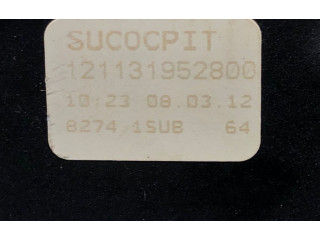 SUCOCPIT
121131952800
10:23 08.03.12
8274 1SUB 64